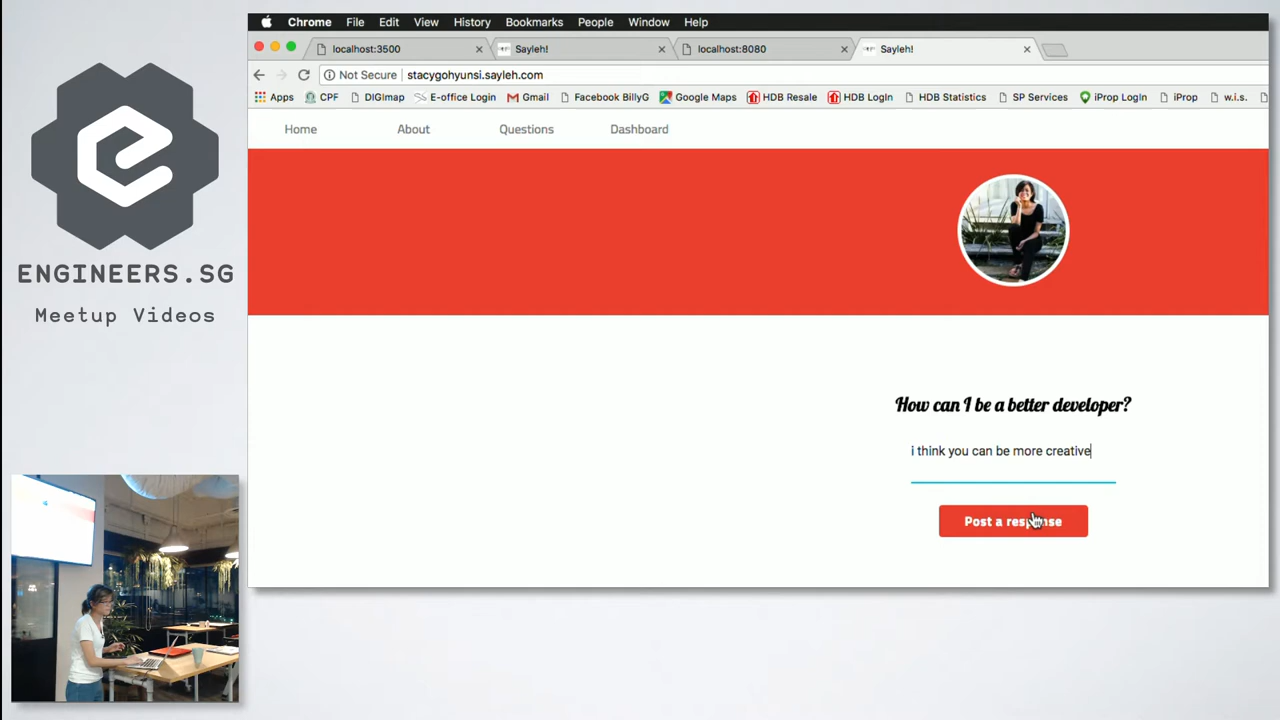 Chrome File Edit View History Bookmarks People Window Help
localhost:3500 Sayleh! localhost:8080 Sayleh!
Not Secure stacygohyunsi.sayleh.com
Apps CPF DIGImap E-office Login Gmail Facebook BillyG Google Maps HDB Resale HDB LogIn HDB Statistics SP Services iProp LogIn iProp w.i.s.
Home About Questions Dashboard
ENGINEERS.SG
Meetup Videos
How can I be a better developer?
i think you can be more creative
Post a response